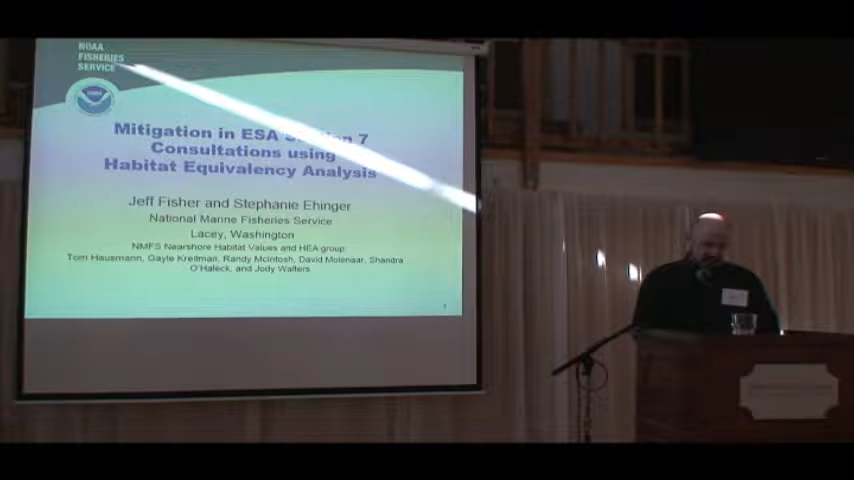 NOAA
FISHERIES
SERVICE
Mitigation in ESA Section 7
Consultations using
Habitat Equivalency Analysis
Jeff Fisher and Stephanie Ehinger
National Marine Fisheries Service
Lacey, Washington
NMFS Nearshore Habitat Values and HEA group:
Tom Hausmann, Gayle Kreitman, Randy McIntosh, David Molenaar, Shandra
O'Haleck, and Jody Walters